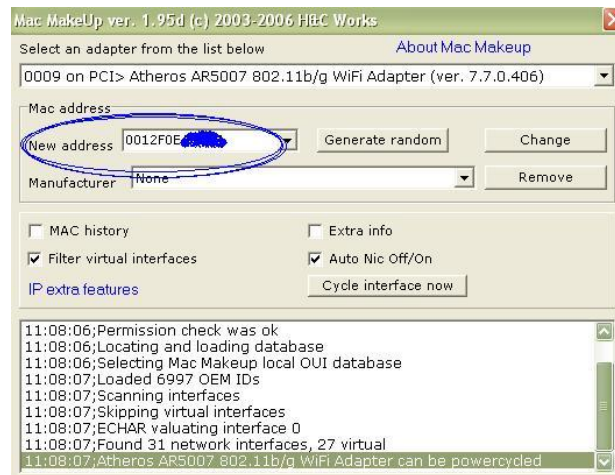 Mac MakeUp ver. 1.95d (c) 2003-2006 H&C Works
Select an adapter from the list below
About Mac Makeup
0009 on PCI> Atheros AR5007 802.11b/g WiFi Adapter (ver. 7.7.0.406)
Mac address
New address 0012F0E
Generate random
Change
Manufacturer None
Remove
MAC history
Extra info
Filter virtual interfaces
Auto Nic Off/On
IP extra features
Cycle interface now
11:08:06;Permission check was ok
11:08:06;Locating and loading database
11:08:06;Selecting Mac Makeup local OUI database
11:08:07;Loaded 6997 OEM IDs
11:08:07;Scanning interfaces
11:08:07;Skipping virtual interfaces
11:08:07;ECHAR valuating interface 0
11:08:07;Found 31 network interfaces, 27 virtual
11:08:07;Atheros AR5007 802.11b/g WiFi Adapter can be powercycled